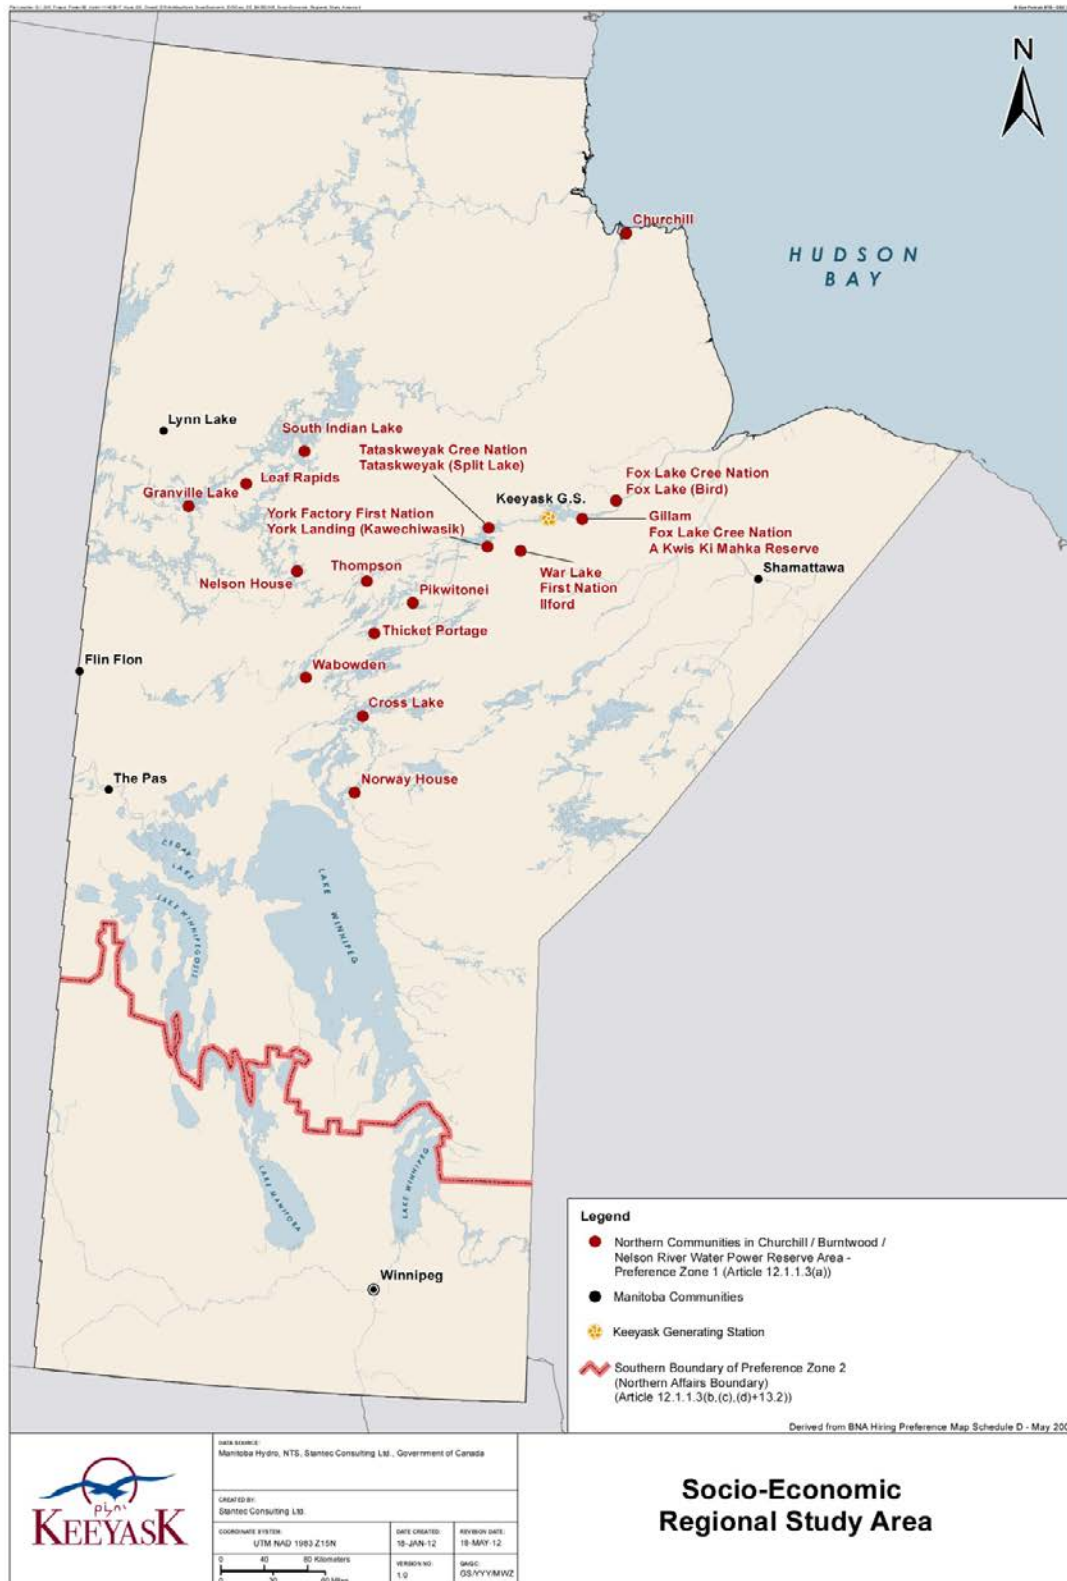 N
Churchill
HUDSON
BAY
Lynn Lake
South Indian Lake
Tataskweyak Cree Nation
Tataskweyak (Split Lake)
Leaf Rapids
Granville Lake
Fox Lake Cree Nation
Fox Lake (Bird)
Keeyask G.S.
York Factory First Nation
York Landing (Kawechiwasik)
Gillam
Fox Lake Cree Nation
A Kwis Ki Mahka Reserve
Thompson
Nelson House
War Lake
First Nation
Ilford
Shamattawa
Pikwitonei
Thicket Portage
Flin Flon
Wabowden
Cross Lake
The Pas
Norway House
CEDAR
LAKE
LAKE WINNIPEGOSIS
LAKE WINNIPEG
LAKE MANITOBA
LAKE WINNIPEG
Winnipeg
Legend
Northern Communities in Churchill / Burntwood /
Nelson River Water Power Reserve Area -
Preference Zone 1 (Article 12.1.1.3(a))
Manitoba Communities
Keeyask Generating Station
Southern Boundary of Preference Zone 2
(Northern Affairs Boundary)
(Article 12.1.1.3(b,(c),(d)+13.2))
Derived from BNA Hiring Preference Map Schedule D - May 200
KEEYASK
DATA SOURCE:
Manitoba Hydro, NTS, Stantec Consulting Ltd., Government of Canada
CREATED BY:
Stantec Consulting Ltd.
COORDINATE SYSTEM:
UTM NAD 1983 Z15N
DATE CREATED:
18-JAN-12
REVISION DATE:
18-MAY-12
0 40 80 Kilometers
VERSION NO:
1.0
QA/QC:
GS/YYY/MWZ
Socio-Economic
Regional Study Area